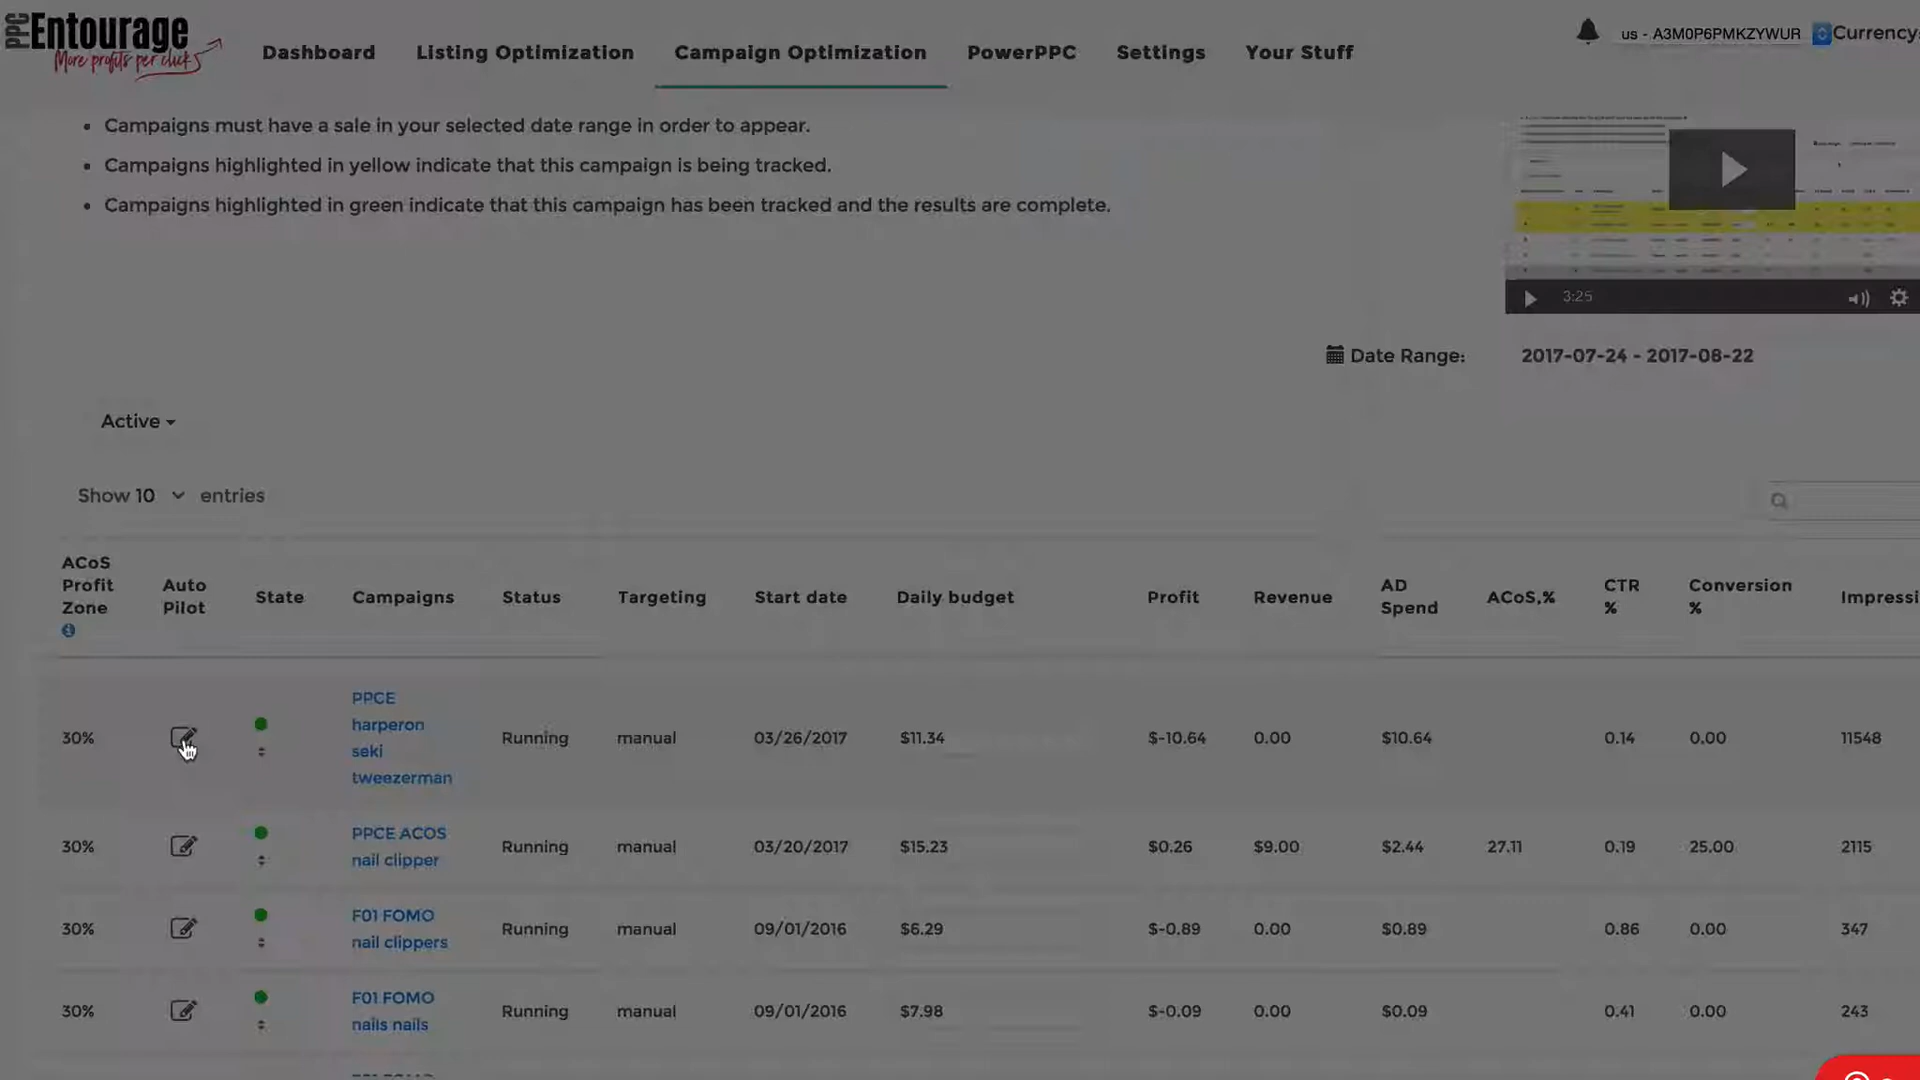 PPC Entourage
More profits per click$
Dashboard Listing Optimization Campaign Optimization PowerPPC Settings Your Stuff
us - A3M0P6PMKZYWUR Currency
Campaigns must have a sale in your selected date range in order to appear.
Campaigns highlighted in yellow indicate that this campaign is being tracked.
Campaigns highlighted in green indicate that this campaign has been tracked and the results are complete.
3:25
Date Range: 2017-07-24 - 2017-08-22
Active
Show 10 entries
ACoS Profit Zone Auto Pilot State Campaigns Status Targeting Start date Daily budget Profit Revenue AD Spend ACoS,% CTR % Conversion % Impressi
30% PPCE harperon seki tweezerman Running manual 03/26/2017 $11.34 $-10.64 0.00 $10.64 0.14 0.00 11548
30% PPCE ACOS nail clipper Running manual 03/20/2017 $15.23 $0.26 $9.00 $2.44 27.11 0.19 25.00 2115
30% F01 FOMO nail clippers Running manual 09/01/2016 $6.29 $-0.89 0.00 $0.89 0.86 0.00 347
30% F01 FOMO nails nails Running manual 09/01/2016 $7.98 $-0.09 0.00 $0.09 0.41 0.00 243